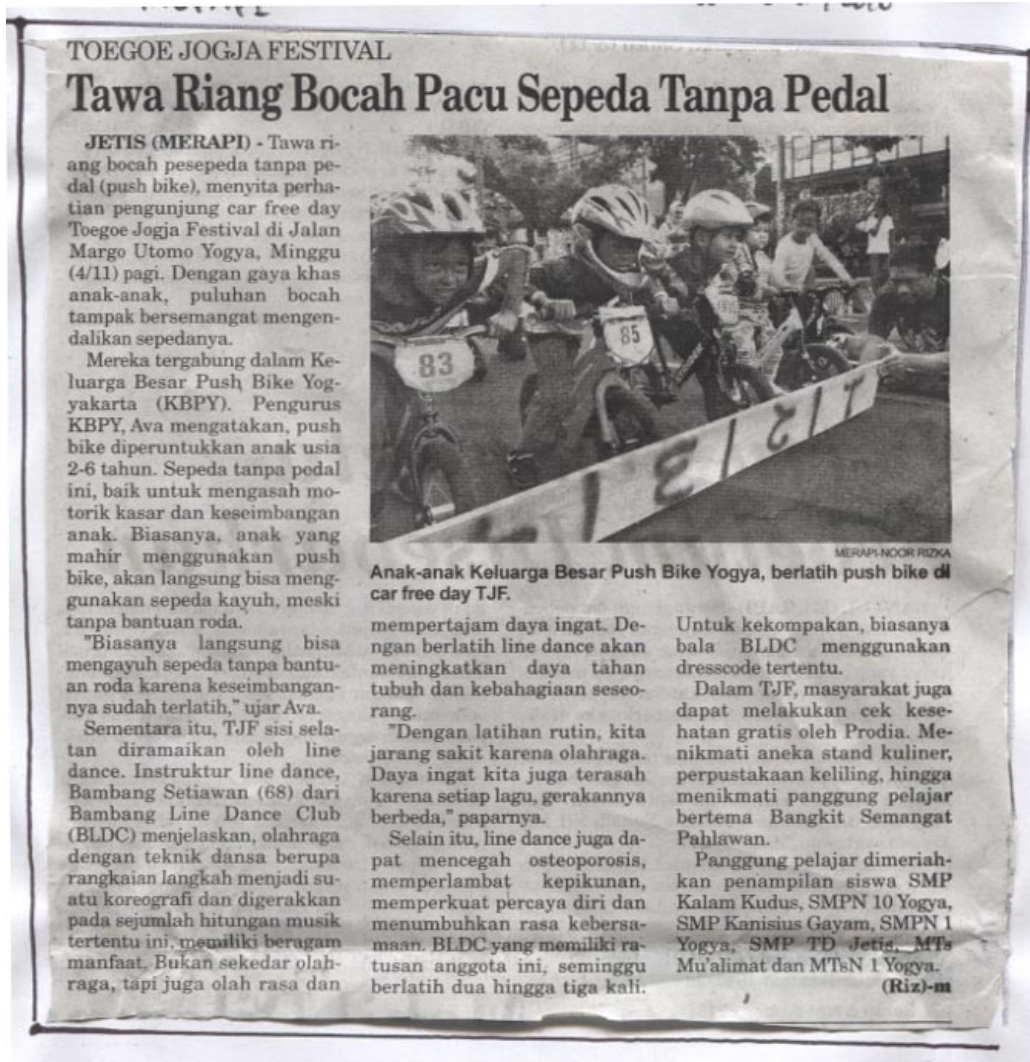 TOEGOE JOGJA FESTIVAL
Tawa Riang Bocah Pacu Sepeda Tanpa Pedal
JETIS (MERAPI) - Tawa ri-
ang bocah pesepeda tanpa pe-
dal (push bike), menyita perha-
tian pengunjung car free day
Toegoe Jogja Festival di Jalan
Margo Utomo Yogya, Minggu
(4/11) pagi. Dengan gaya khas
anak-anak, puluhan bocah
tampak bersemangat mengen-
dalikan sepedanya.
Mereka tergabung dalam Ke-
luarga Besar Push Bike Yog-
yakarta (KBPY). Pengurus
KBPY, Ava mengatakan, push
bike diperuntukkan anak usia
2-6 tahun. Sepeda tanpa pedal
ini, baik untuk mengasah mo-
torik kasar dan keseimbangan
anak. Biasanya, anak yang
mahir menggunakan push
bike, akan langsung bisa meng-
gunakan sepeda kayuh, meski
tanpa bantuan roda.
"Biasanya langsung bisa
mengayuh sepeda tanpa bantu-
an roda karena keseimbangan-
nya sudah terlatih," ujar Ava.
Sementara itu, TJF sisi sela-
tan diramaikan oleh line
dance. Instruktur line dance,
Bambang Setiawan (68) dari
Bambang Line Dance Club
(BLDC) menjelaskan, olahraga
dengan teknik dansa berupa
rangkaian langkah menjadi su-
atu koreografi dan digerakkan
pada sejumlah hitungan musik
tertentu ini, memiliki beragam
manfaat. Bukan sekedar olah-
raga, tapi juga olah rasa dan
83
85
3
2
1
MERAPI-NOOR RIZKA
Anak-anak Keluarga Besar Push Bike Yogya, berlatih push bike di
car free day TJF.
mempertajam daya ingat. De-
ngan berlatih line dance akan
meningkatkan daya tahan
tubuh dan kebahagiaan seseo-
rang.
"Dengan latihan rutin, kita
jarang sakit karena olahraga.
Daya ingat kita juga terasah
karena setiap lagu, gerakannya
berbeda," paparnya.
Selain itu, line dance juga da-
pat mencegah osteoporosis,
memperlambat kepikunan,
memperkuat percaya diri dan
menumbuhkan rasa kebersa-
maan. BLDC yang memiliki ra-
tusan anggota ini, seminggu
berlatih dua hingga tiga kali.
Untuk kekompakan, biasanya
bala BLDC menggunakan
dresscode tertentu.
Dalam TJF, masyarakat juga
dapat melakukan cek kese-
hatan gratis oleh Prodia. Me-
nikmati aneka stand kuliner,
perpustakaan keliling, hingga
menikmati panggung pelajar
bertema Bangkit Semangat
Pahlawan.
Panggung pelajar dimeriah-
kan penampilan siswa SMP
Kalam Kudus, SMPN 10 Yogya,
SMP Kanisius Gayam, SMPN 1
Yogya, SMP TD Jetis, MTs
Mu'alimat dan MTsN 1 Yogya.
(Riz)-m